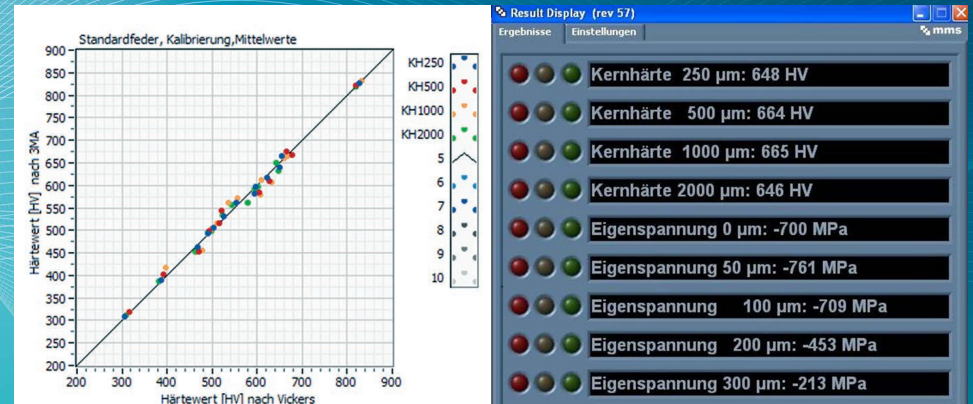 Standardfeder, Kalibrierung,Mittelwerte
900
850
800
750
700
650
600
550
500
450
400
350
300
250
200
Härtewert [HV] nach 3MA
200 300 400 500 600 700 800 900
Härtewert [HV] nach Vickers
KH250
KH500
KH1000
KH2000
5
6
7
8
9
10
Result Display (rev 57)
Ergebnisse Einstellungen mms
Kernhärte 250 µm: 648 HV
Kernhärte 500 µm: 664 HV
Kernhärte 1000 µm: 665 HV
Kernhärte 2000 µm: 646 HV
Eigenspannung 0 µm: -700 MPa
Eigenspannung 50 µm: -761 MPa
Eigenspannung 100 µm: -709 MPa
Eigenspannung 200 µm: -453 MPa
Eigenspannung 300 µm: -213 MPa